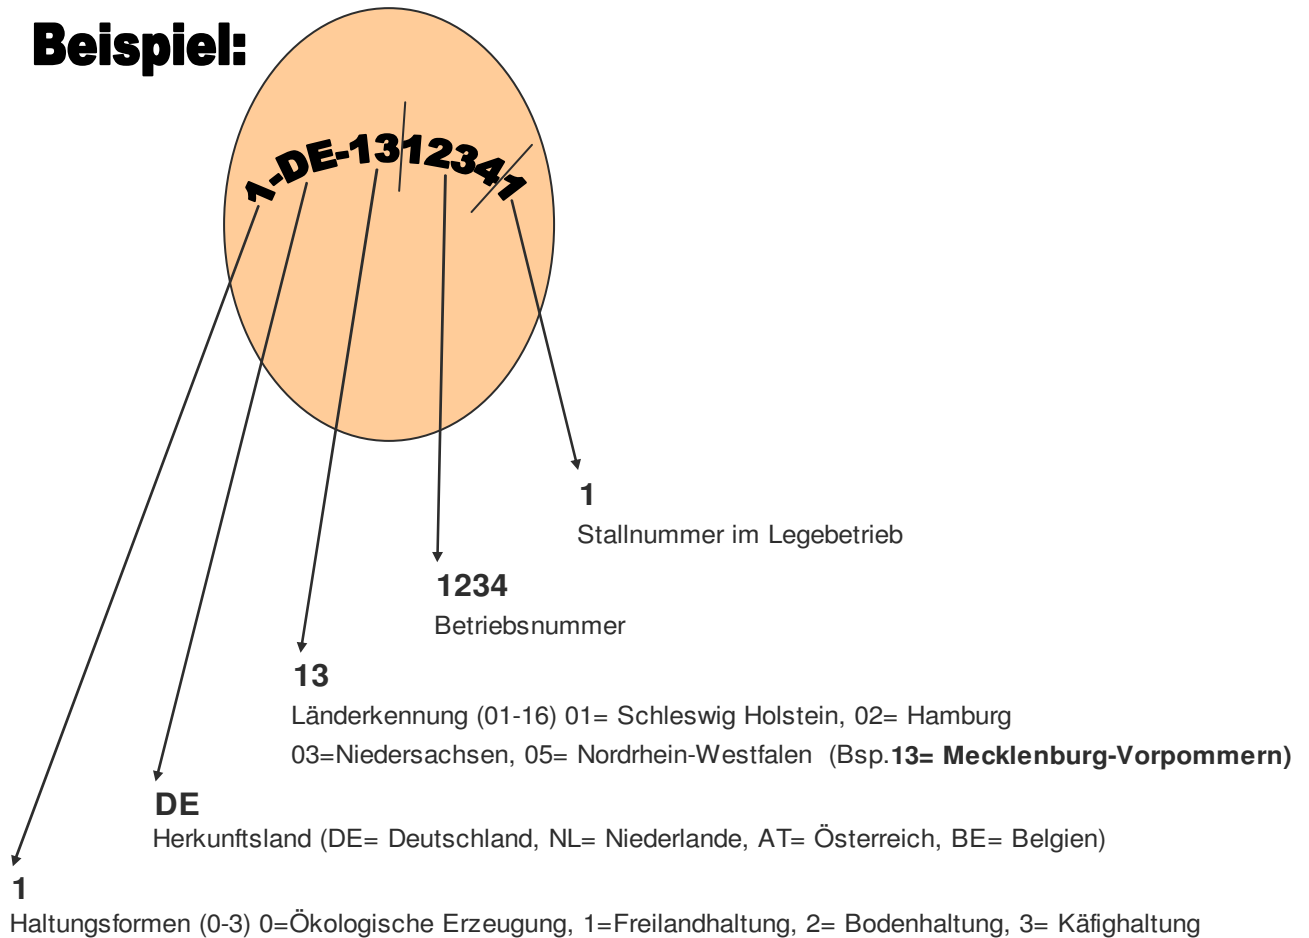 Beispiel:
1-DE-1312341
1
Stallnummer im Legebetrieb
1234
Betriebsnummer
13
Länderkennung (01-16) 01= Schleswig Holstein, 02= Hamburg
03=Niedersachsen, 05= Nordrhein-Westfalen (Bsp.13= Mecklenburg-Vorpommern)
DE
Herkunftsland (DE= Deutschland, NL= Niederlande, AT= Österreich, BE= Belgien)
1
Haltungsformen (0-3) 0=Ökologische Erzeugung, 1=Freilandhaltung, 2= Bodenhaltung, 3= Käfighaltung